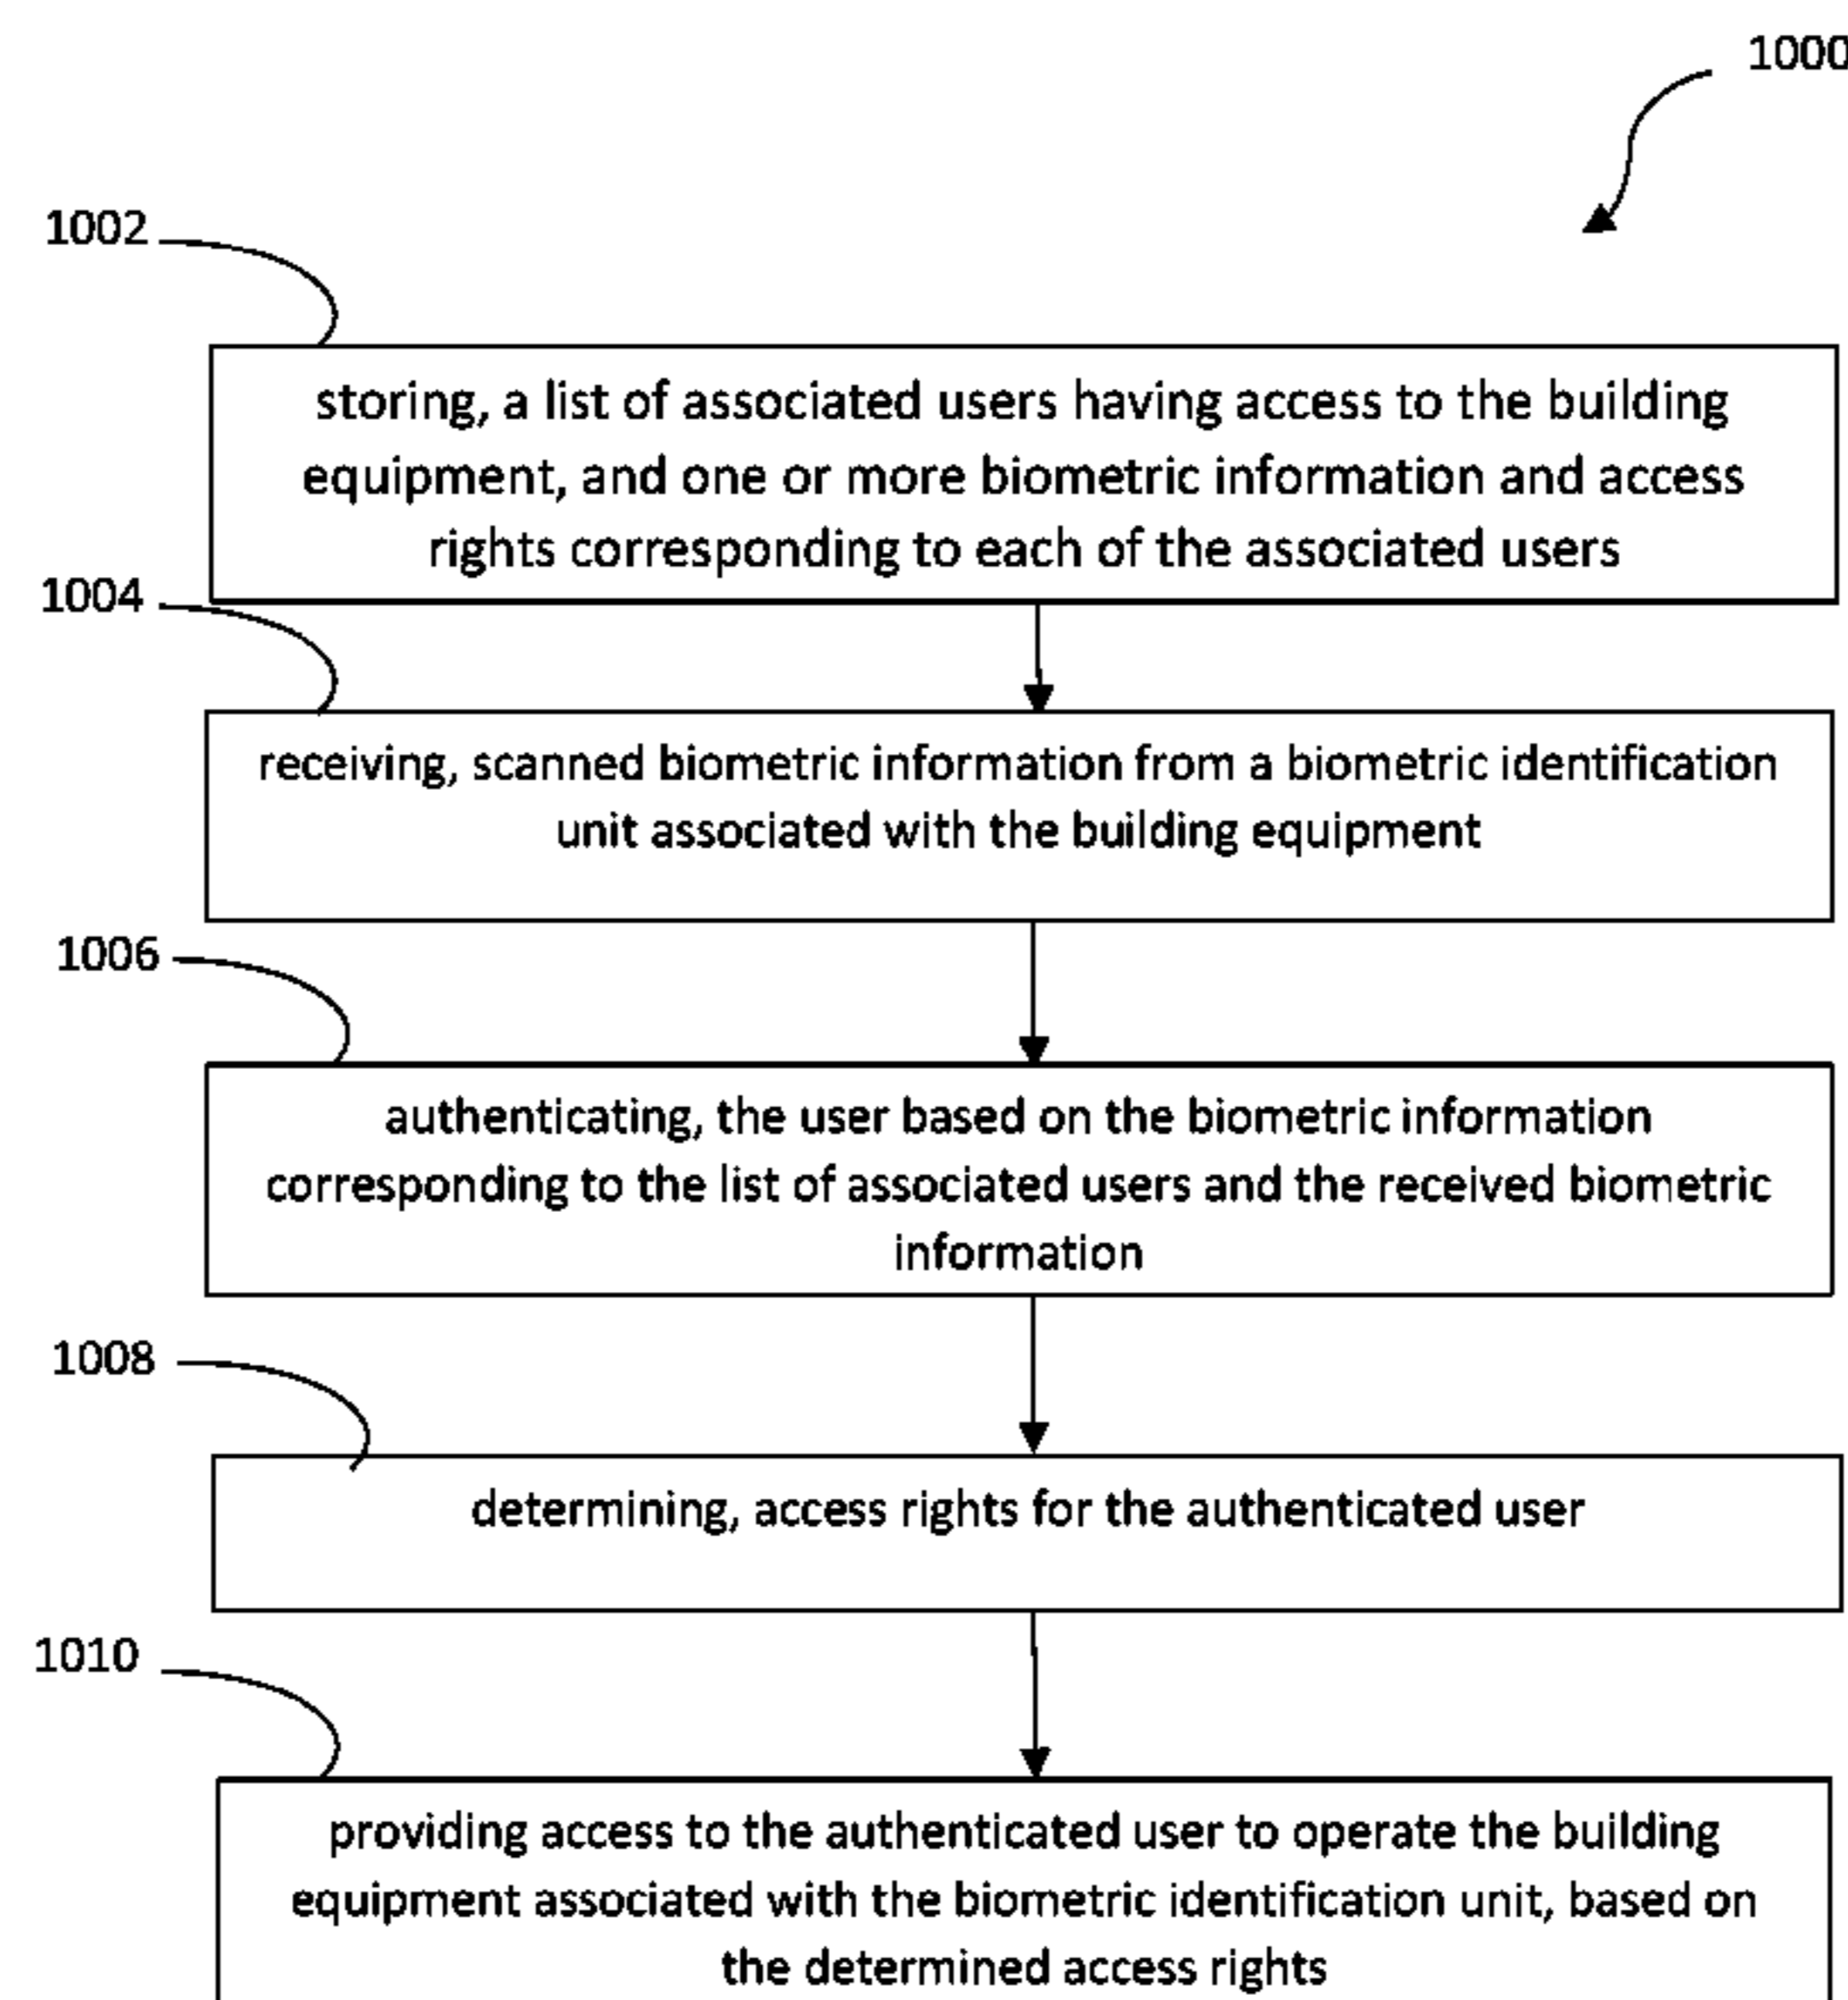 1000
1002
storing, a list of associated users having access to the building
equipment, and one or more biometric information and access
rights corresponding to each of the associated users
1004
receiving, scanned biometric information from a biometric identification
unit associated with the building equipment
1006
authenticating, the user based on the biometric information
corresponding to the list of associated users and the received biometric
information
1008
determining, access rights for the authenticated user
1010
providing access to the authenticated user to operate the building
equipment associated with the biometric identification unit, based on
the determined access rights